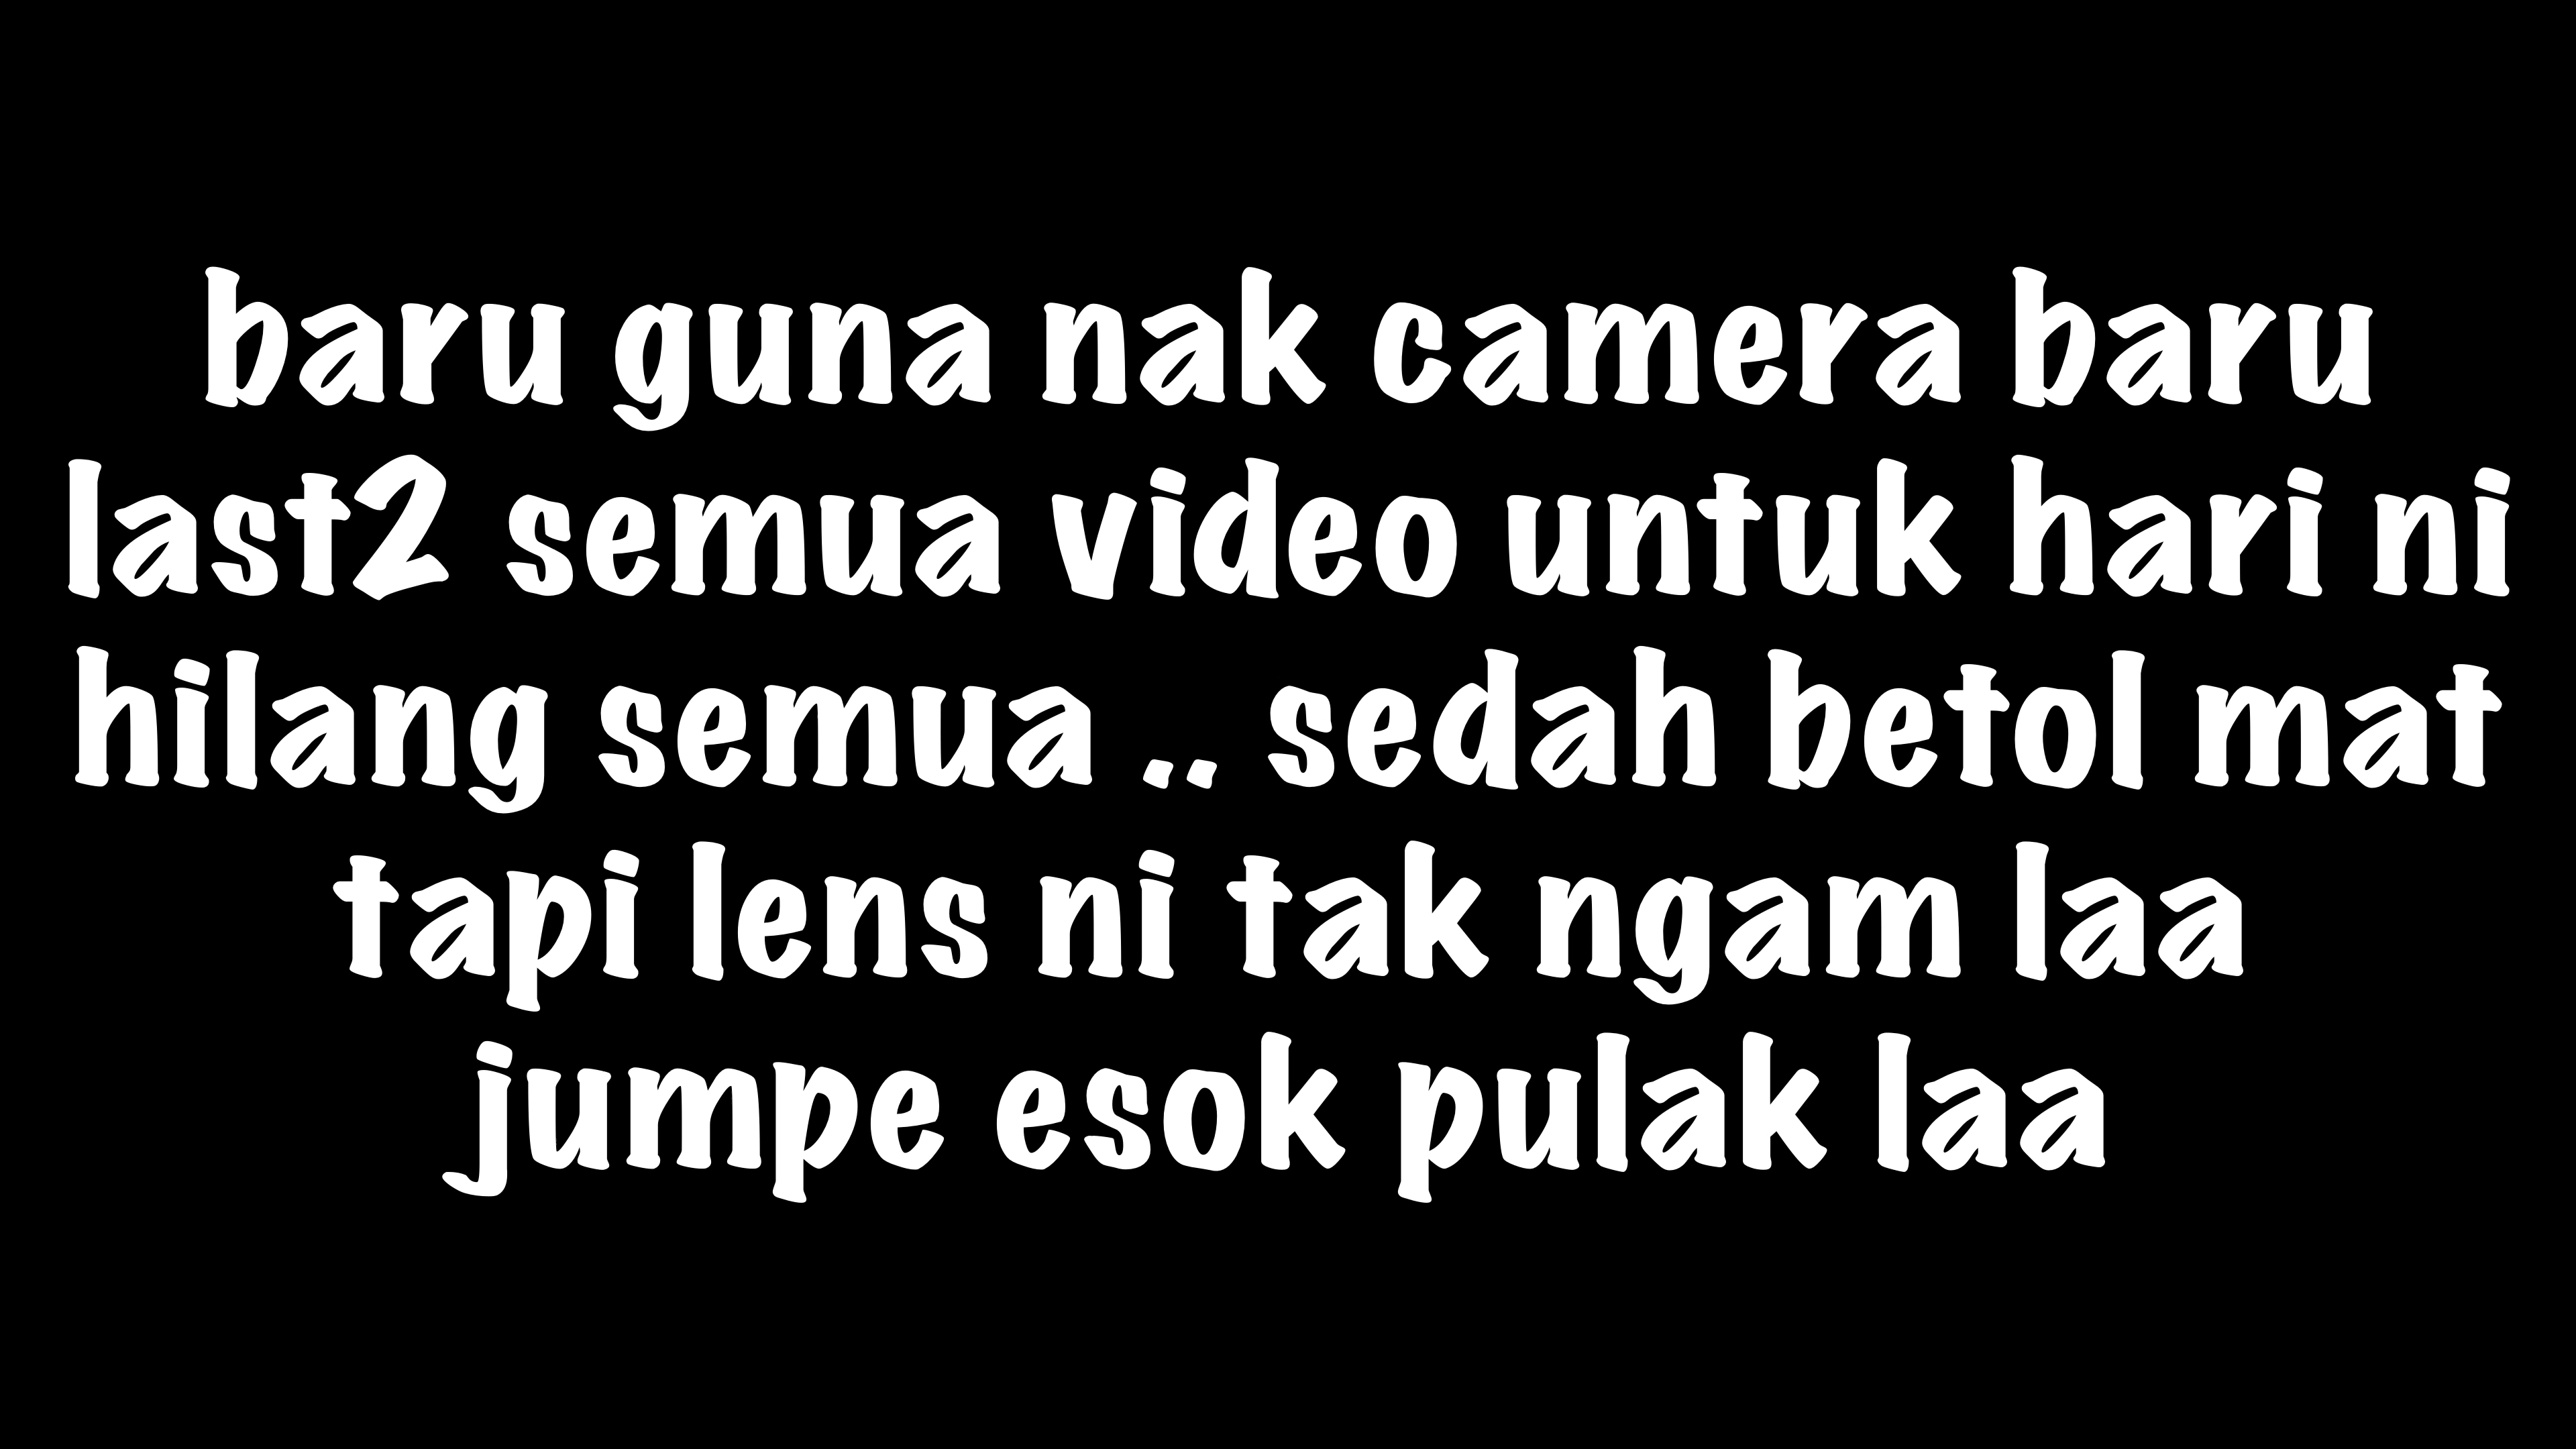 baru guna nak camera baru
last2 semua video untuk hari ni
hilang semua .. sedah betol mat
tapi lens ni tak ngam laa
jumpe esok pulak laa